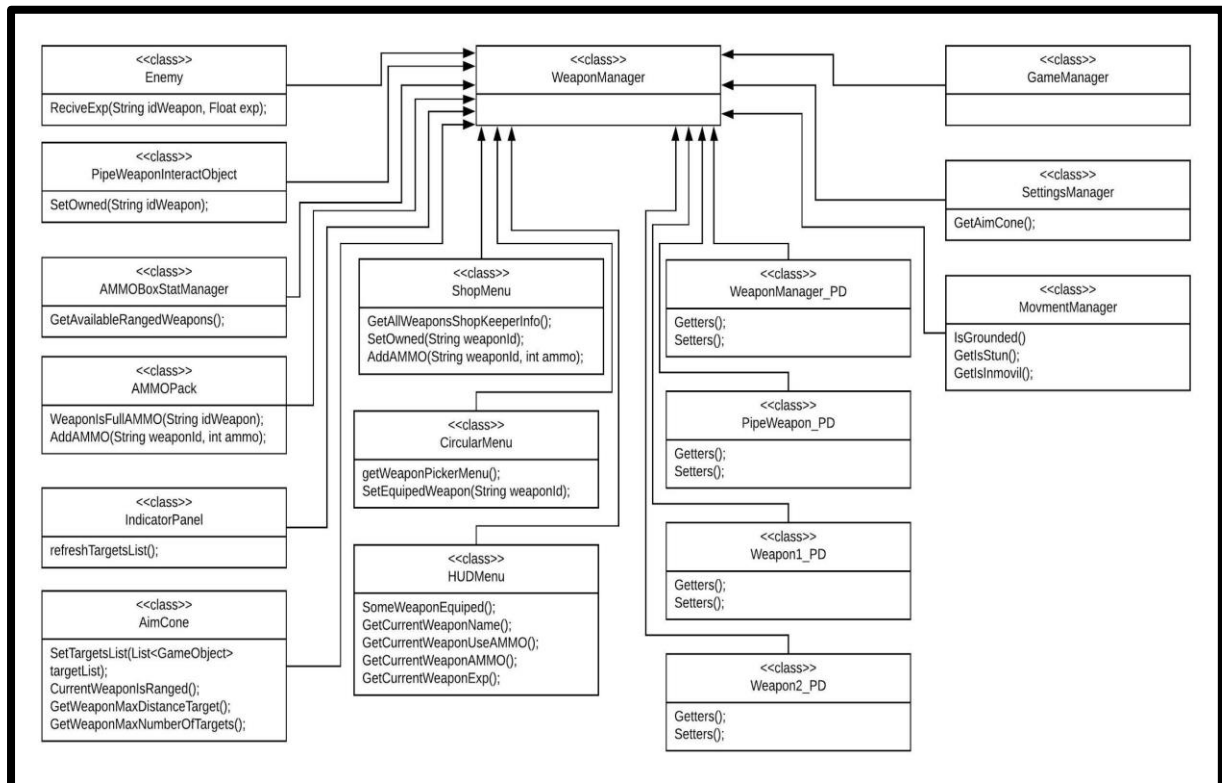 <<class>>
Enemy
ReciveExp(String idWeapon, Float exp);
<<class>>
PipeWeaponInteractObject
SetOwned(String idWeapon);
<<class>>
AMMOBoxStatManager
GetAvailableRangedWeapons();
<<class>>
AMMOPack
WeaponIsFullAMMO(String idWeapon);
AddAMMO(String weaponId, int ammo);
<<class>>
IndicatorPanel
refreshTargetsList();
<<class>>
AimCone
SetTargetsList(List<GameObject>
targetList);
CurrentWeaponIsRanged();
GetWeaponMaxDistanceTarget();
GetWeaponMaxNumberOfTargets();
<<class>>
WeaponManager
<<class>>
ShopMenu
GetAllWeaponsShopKeeperInfo();
SetOwned(String weaponId);
AddAMMO(String weaponId, int ammo);
<<class>>
CircularMenu
getWeaponPickerMenu();
SetEquipedWeapon(String weaponId);
<<class>>
HUDMenu
SomeWeaponEquiped();
GetCurrentWeaponName();
GetCurrentWeaponUseAMMO();
GetCurrentWeaponAMMO();
GetCurrentWeaponExp();
<<class>>
WeaponManager_PD
Getters();
Setters();
<<class>>
PipeWeapon_PD
Getters();
Setters();
<<class>>
Weapon1_PD
Getters();
Setters();
<<class>>
Weapon2_PD
Getters();
Setters();
<<class>>
GameManager
<<class>>
SettingsManager
GetAimCone();
<<class>>
MovmentManager
IsGrounded()
GetIsStun();
GetIsInmovil();